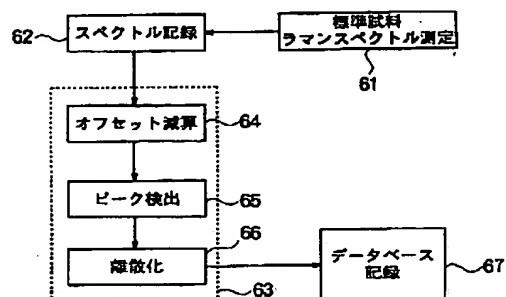 62
スペクトル記録
標準試料
ラマンスペクトル測定
61
オフセット減算
64
ピーク検出
65
66
離散化
データベース
記録
67
63